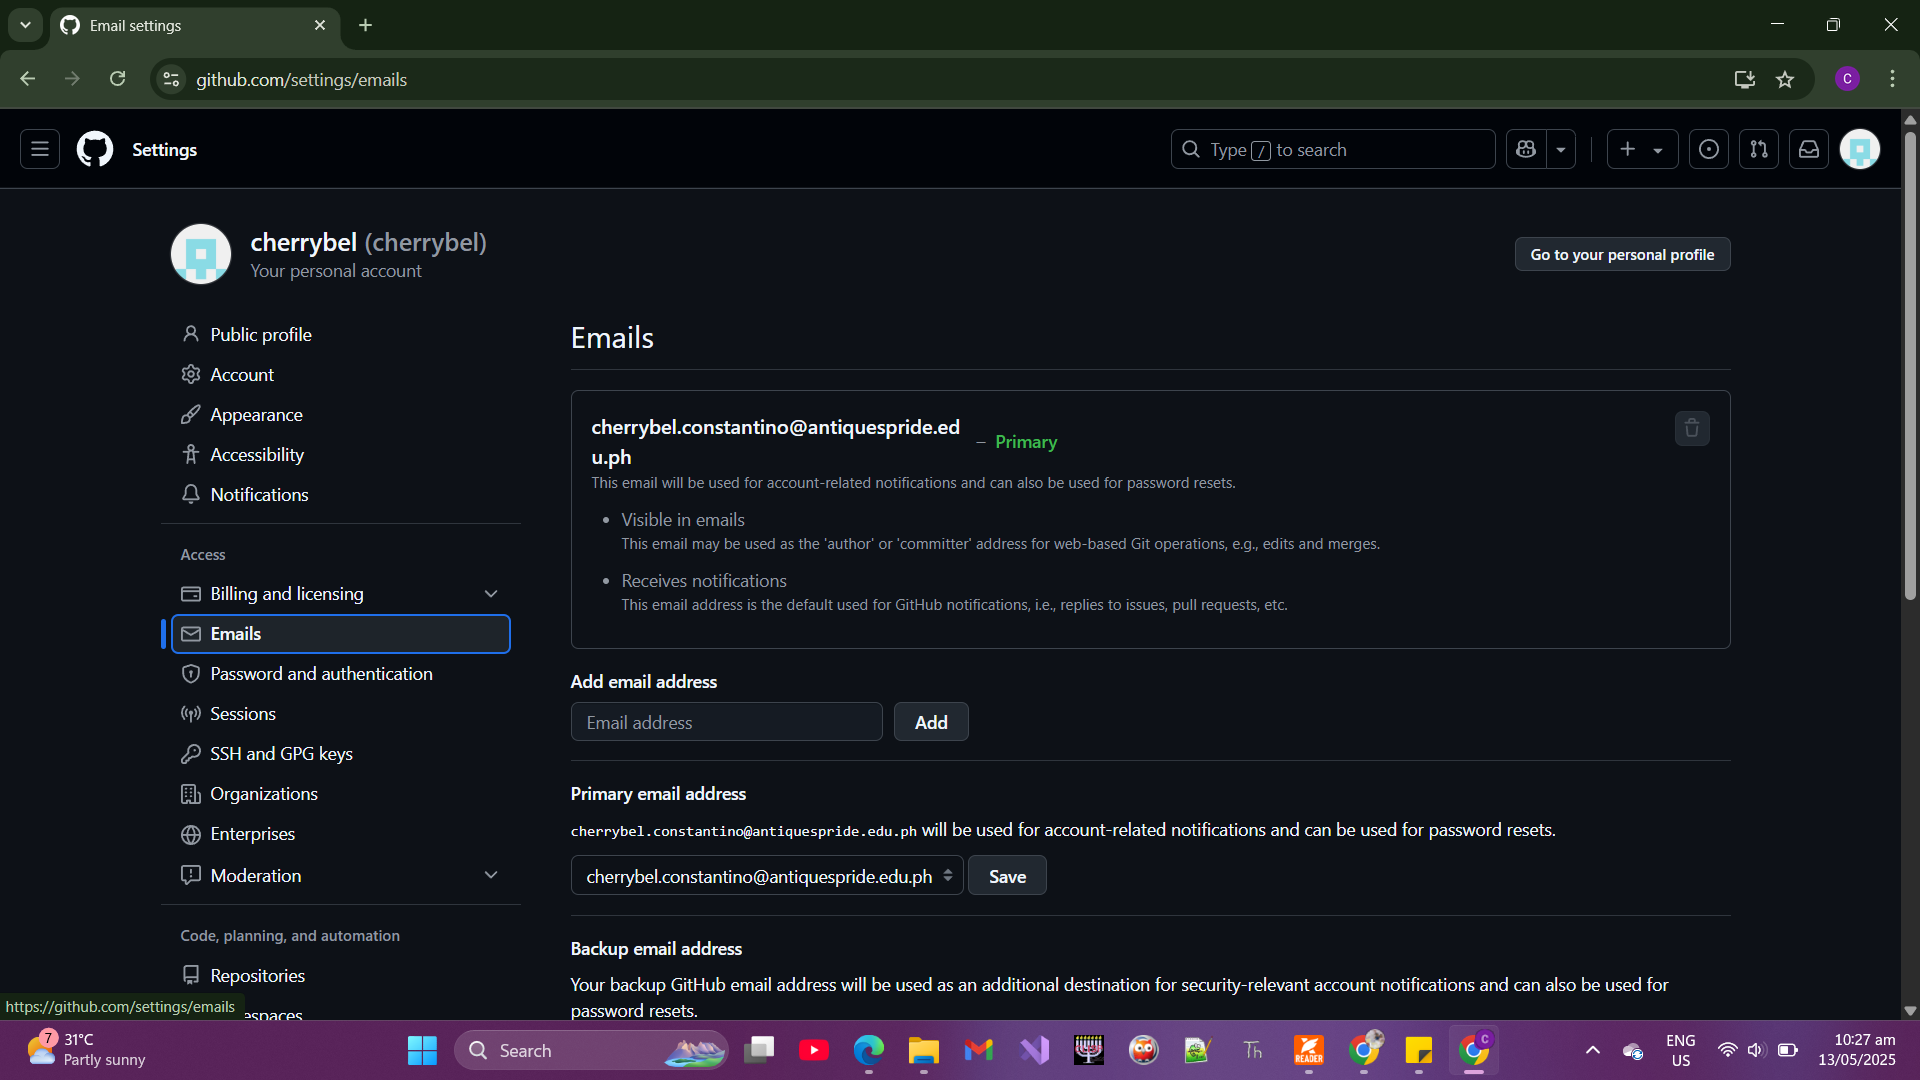 Email settings
github.com/settings/emails
C
Settings
Type / to search
cherrybel (cherrybel)
Your personal account
Go to your personal profile
Public profile
Account
Appearance
Accessibility
Notifications
Access
Billing and licensing
Emails
Password and authentication
Sessions
SSH and GPG keys
Organizations
Enterprises
Moderation
Code, planning, and automation
Repositories
espaces
https://github.com/settings/emails
Emails
cherrybel.constantino@antiquespride.ed
u.ph
– Primary
This email will be used for account-related notifications and can also be used for password resets.
• Visible in emails
This email may be used as the 'author' or 'committer' address for web-based Git operations, e.g., edits and merges.
• Receives notifications
This email address is the default used for GitHub notifications, i.e., replies to issues, pull requests, etc.
Add email address
Email address
Add
Primary email address
cherrybel.constantino@antiquespride.edu.ph will be used for account-related notifications and can be used for password resets.
cherrybel.constantino@antiquespride.edu.ph
Save
Backup email address
Your backup GitHub email address will be used as an additional destination for security-relevant account notifications and can also be used for
password resets.
7
31°C
Partly sunny
Search
Th
READER
C
ENG
US
10:27 am
13/05/2025